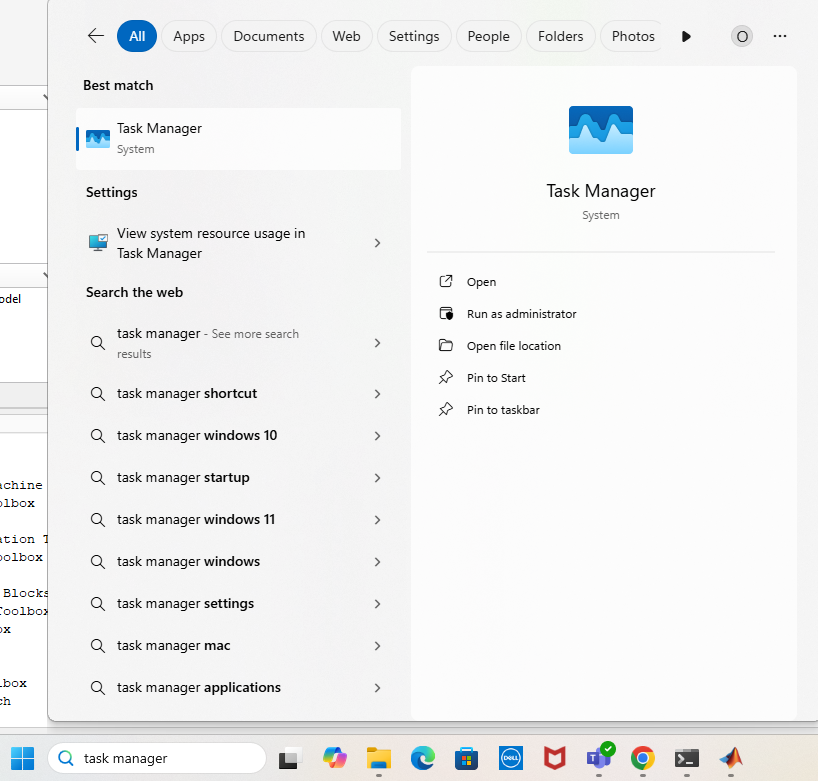 All
Apps
Documents
Web
Settings
People
Folders
Photos
O
Best match
Task Manager
System
Settings
View system resource usage in
Task Manager
Search the web
task manager - See more search
results
task manager shortcut
task manager windows 10
task manager startup
task manager windows 11
task manager windows
task manager settings
task manager mac
task manager applications
Task Manager
System
Open
Run as administrator
Open file location
Pin to Start
Pin to taskbar
odel
achine
olbox
ation T
oolbox
Blocks
Toolbox
ox
lbox
ch
task manager
DELL
T